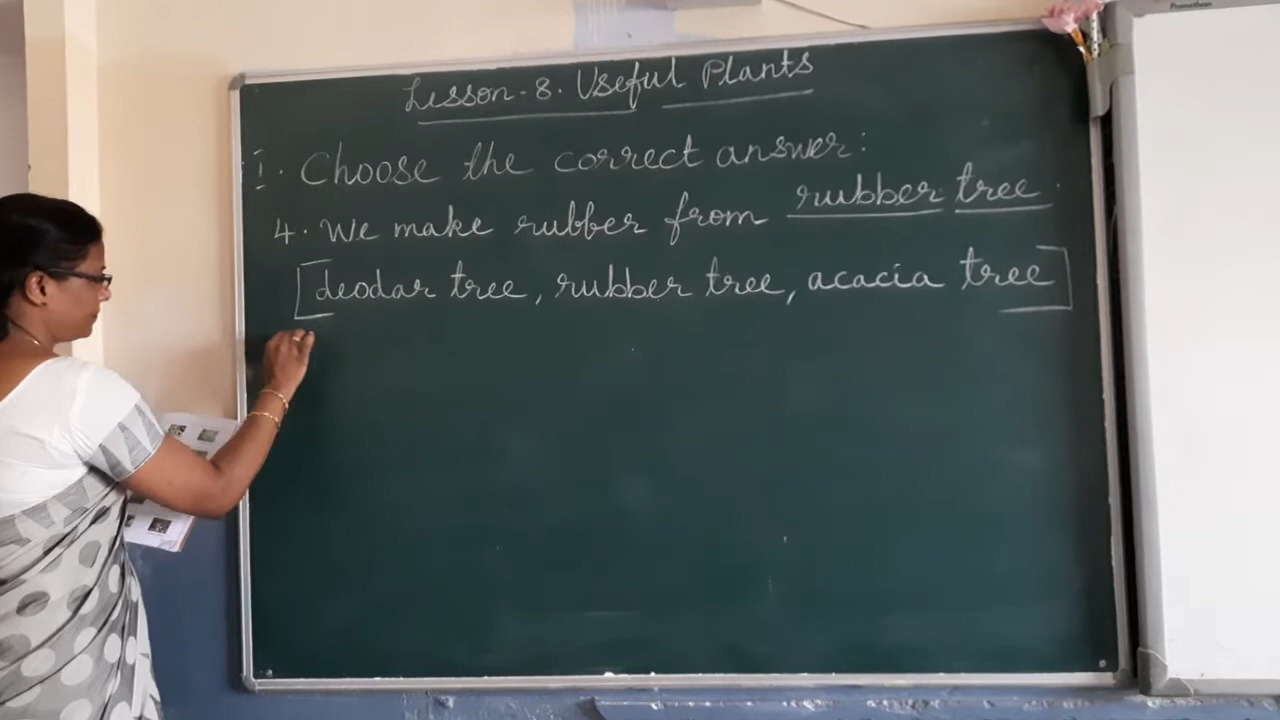 Promethean
Lesson-8. Useful Plants
I. Choose the correct answer:
4. We make rubber from rubber tree.
[deodar tree, rubber tree, acacia tree]